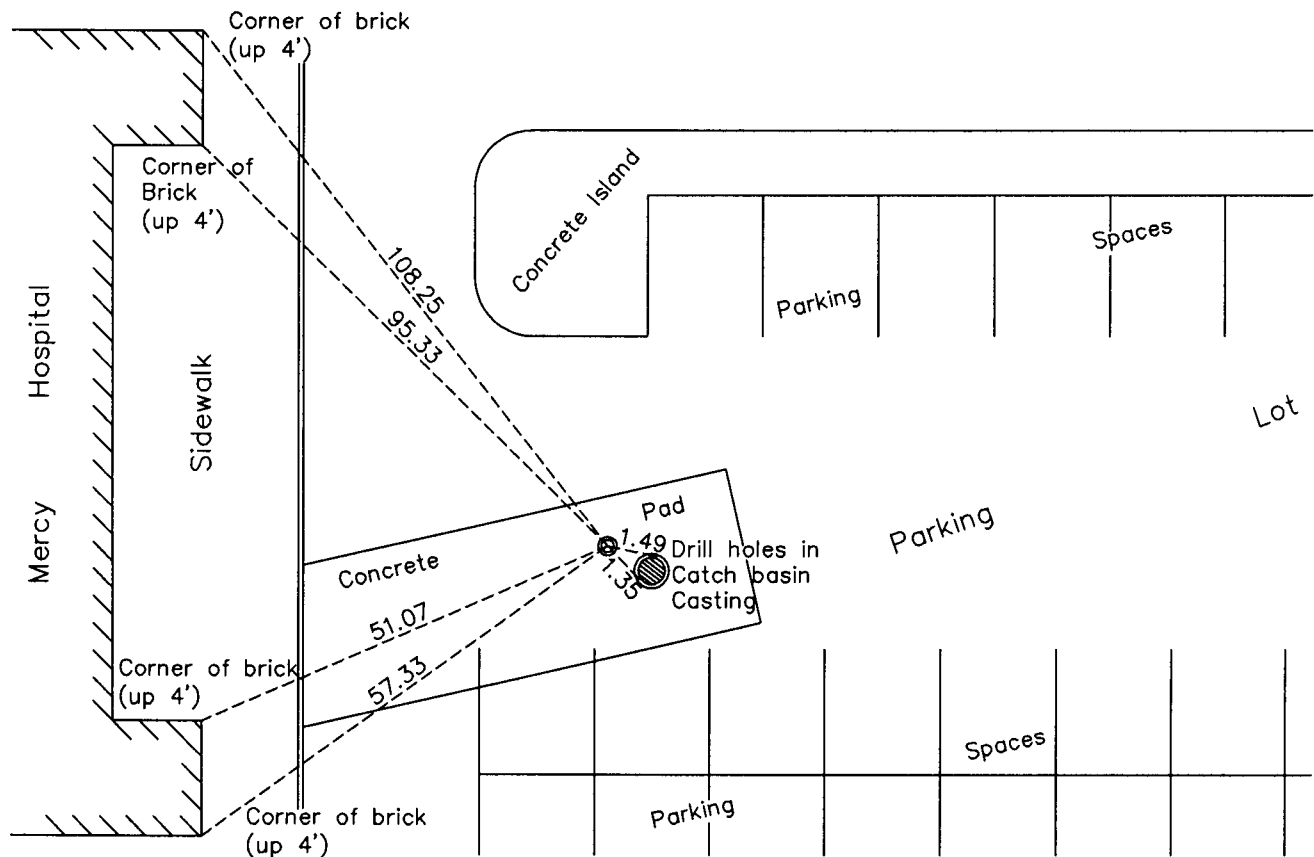 Corner of brick
(up 4')
Corner of
Brick
(up 4')
Concrete Island
Spaces
Parking
108.25
95.33
Mercy Hospital
Sidewalk
Lot
Parking
Pad
1.49
Drill holes in
Catch basin
Casting
1.35
Concrete
51.07
57.33
Corner of brick
(up 4')
Spaces
Parking
Corner of brick
(up 4')